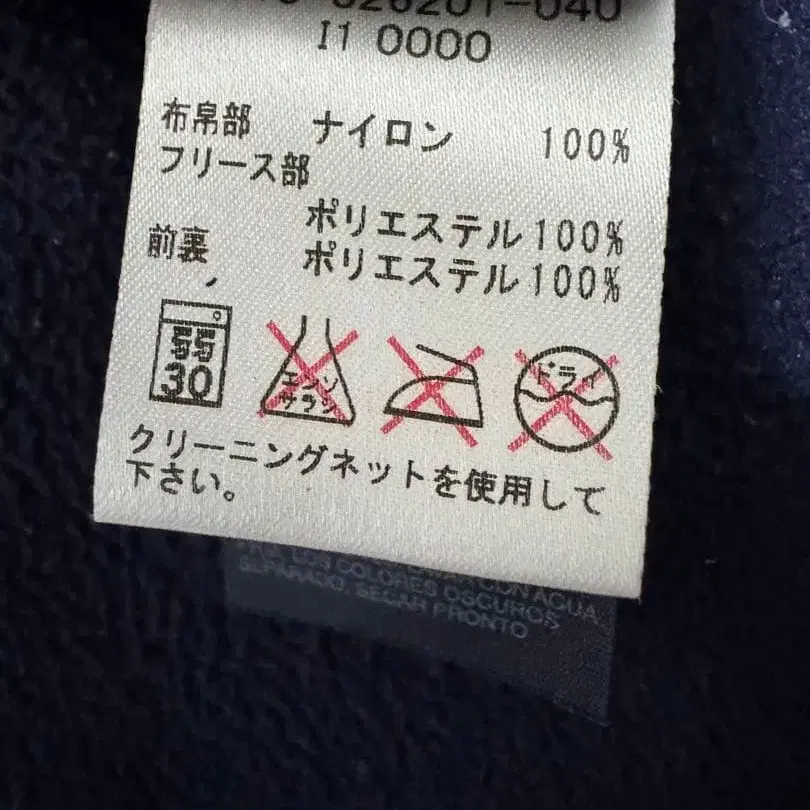 026201-040
I1 0000
布帛部 ナイロン 100%
フリース部
ポリエステル100%
前裏 ポリエステル100%
弱
30
エンソ
サラシ
ドライ
クリーニングネットを使用して
下さい。
LOS COLORES OSCUROS
SEPARADO, SECAR PRONTO